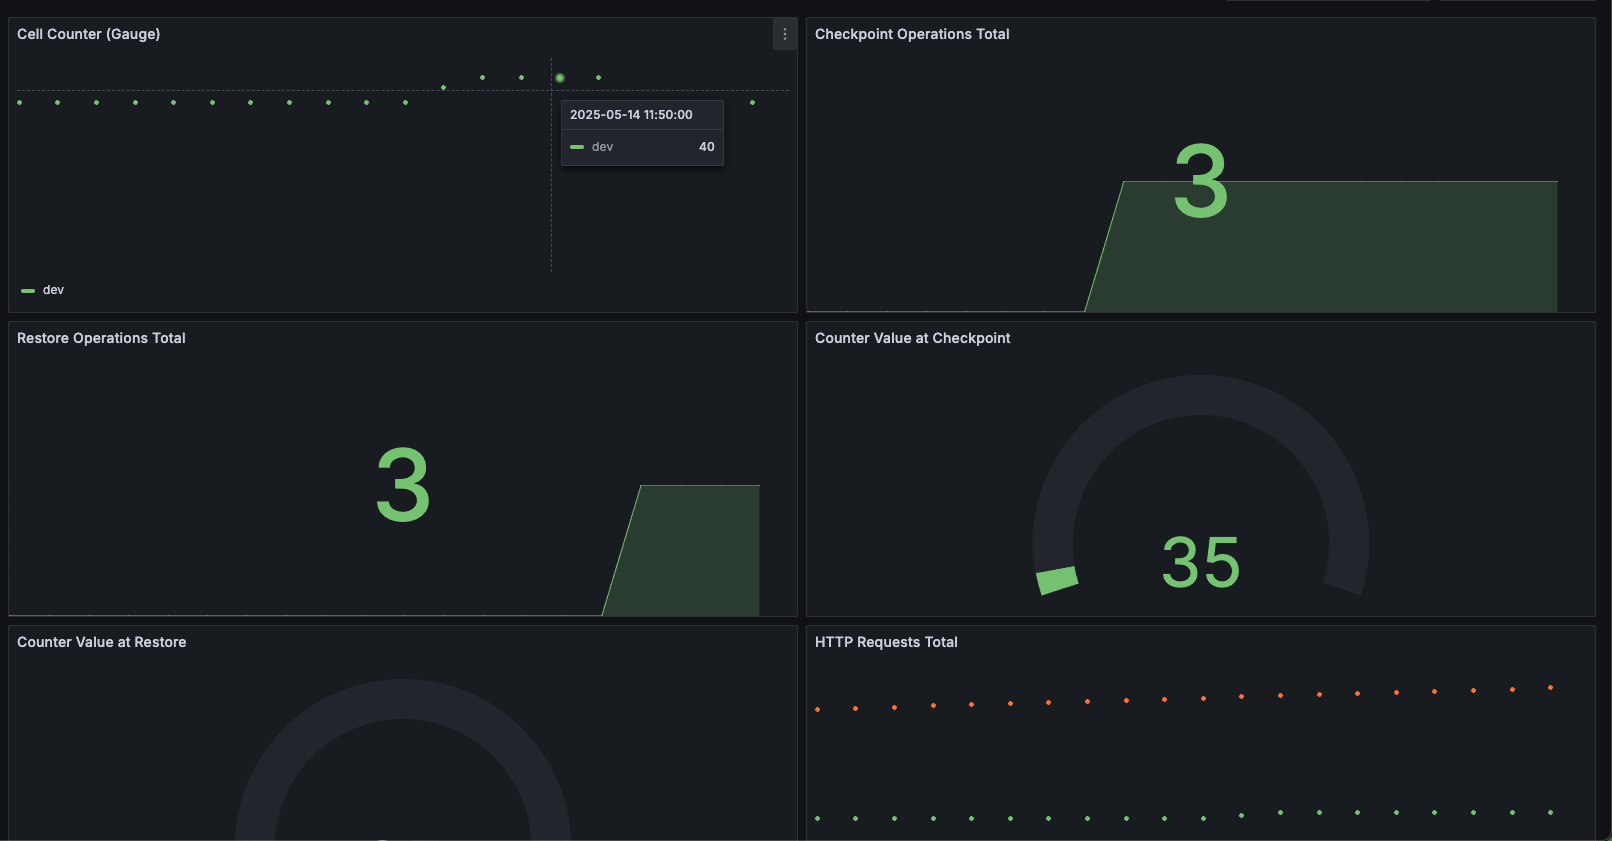 Cell Counter (Gauge)
2025-05-14 11:50:00
dev 40
dev
Checkpoint Operations Total
3
Restore Operations Total
3
Counter Value at Checkpoint
35
Counter Value at Restore
HTTP Requests Total